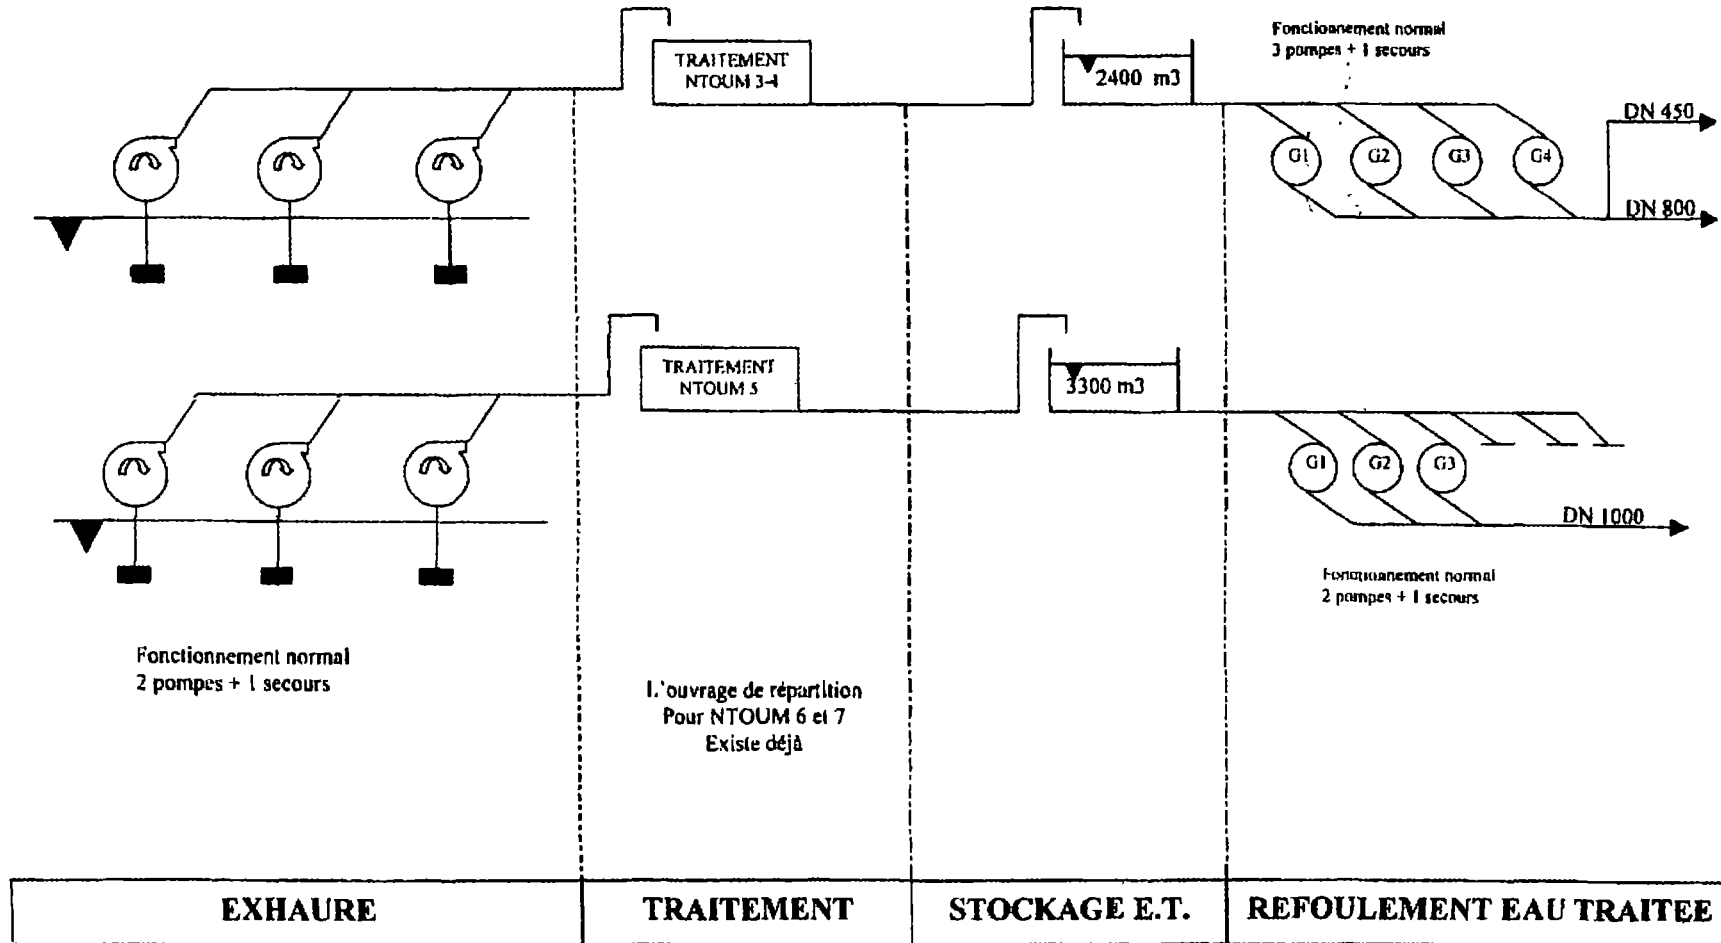 Fonctionnement normal
3 pompes + 1 secours
TRAITEMENT
NTOUM 3-4
2400 m3
DN 450
G1
G2
G3
G4
DN 800
TRAITEMENT
NTOUM 5
3300 m3
G1
G2
G3
DN 1000
Fonctionnement normal
2 pompes + 1 secours
Fonctionnement normal
2 pompes + 1 secours
L'ouvrage de répartition
Pour NTOUM 6 et 7
Existe déjà
EXHAURE
TRAITEMENT
STOCKAGE E.T.
REFOULEMENT EAU TRAITEE